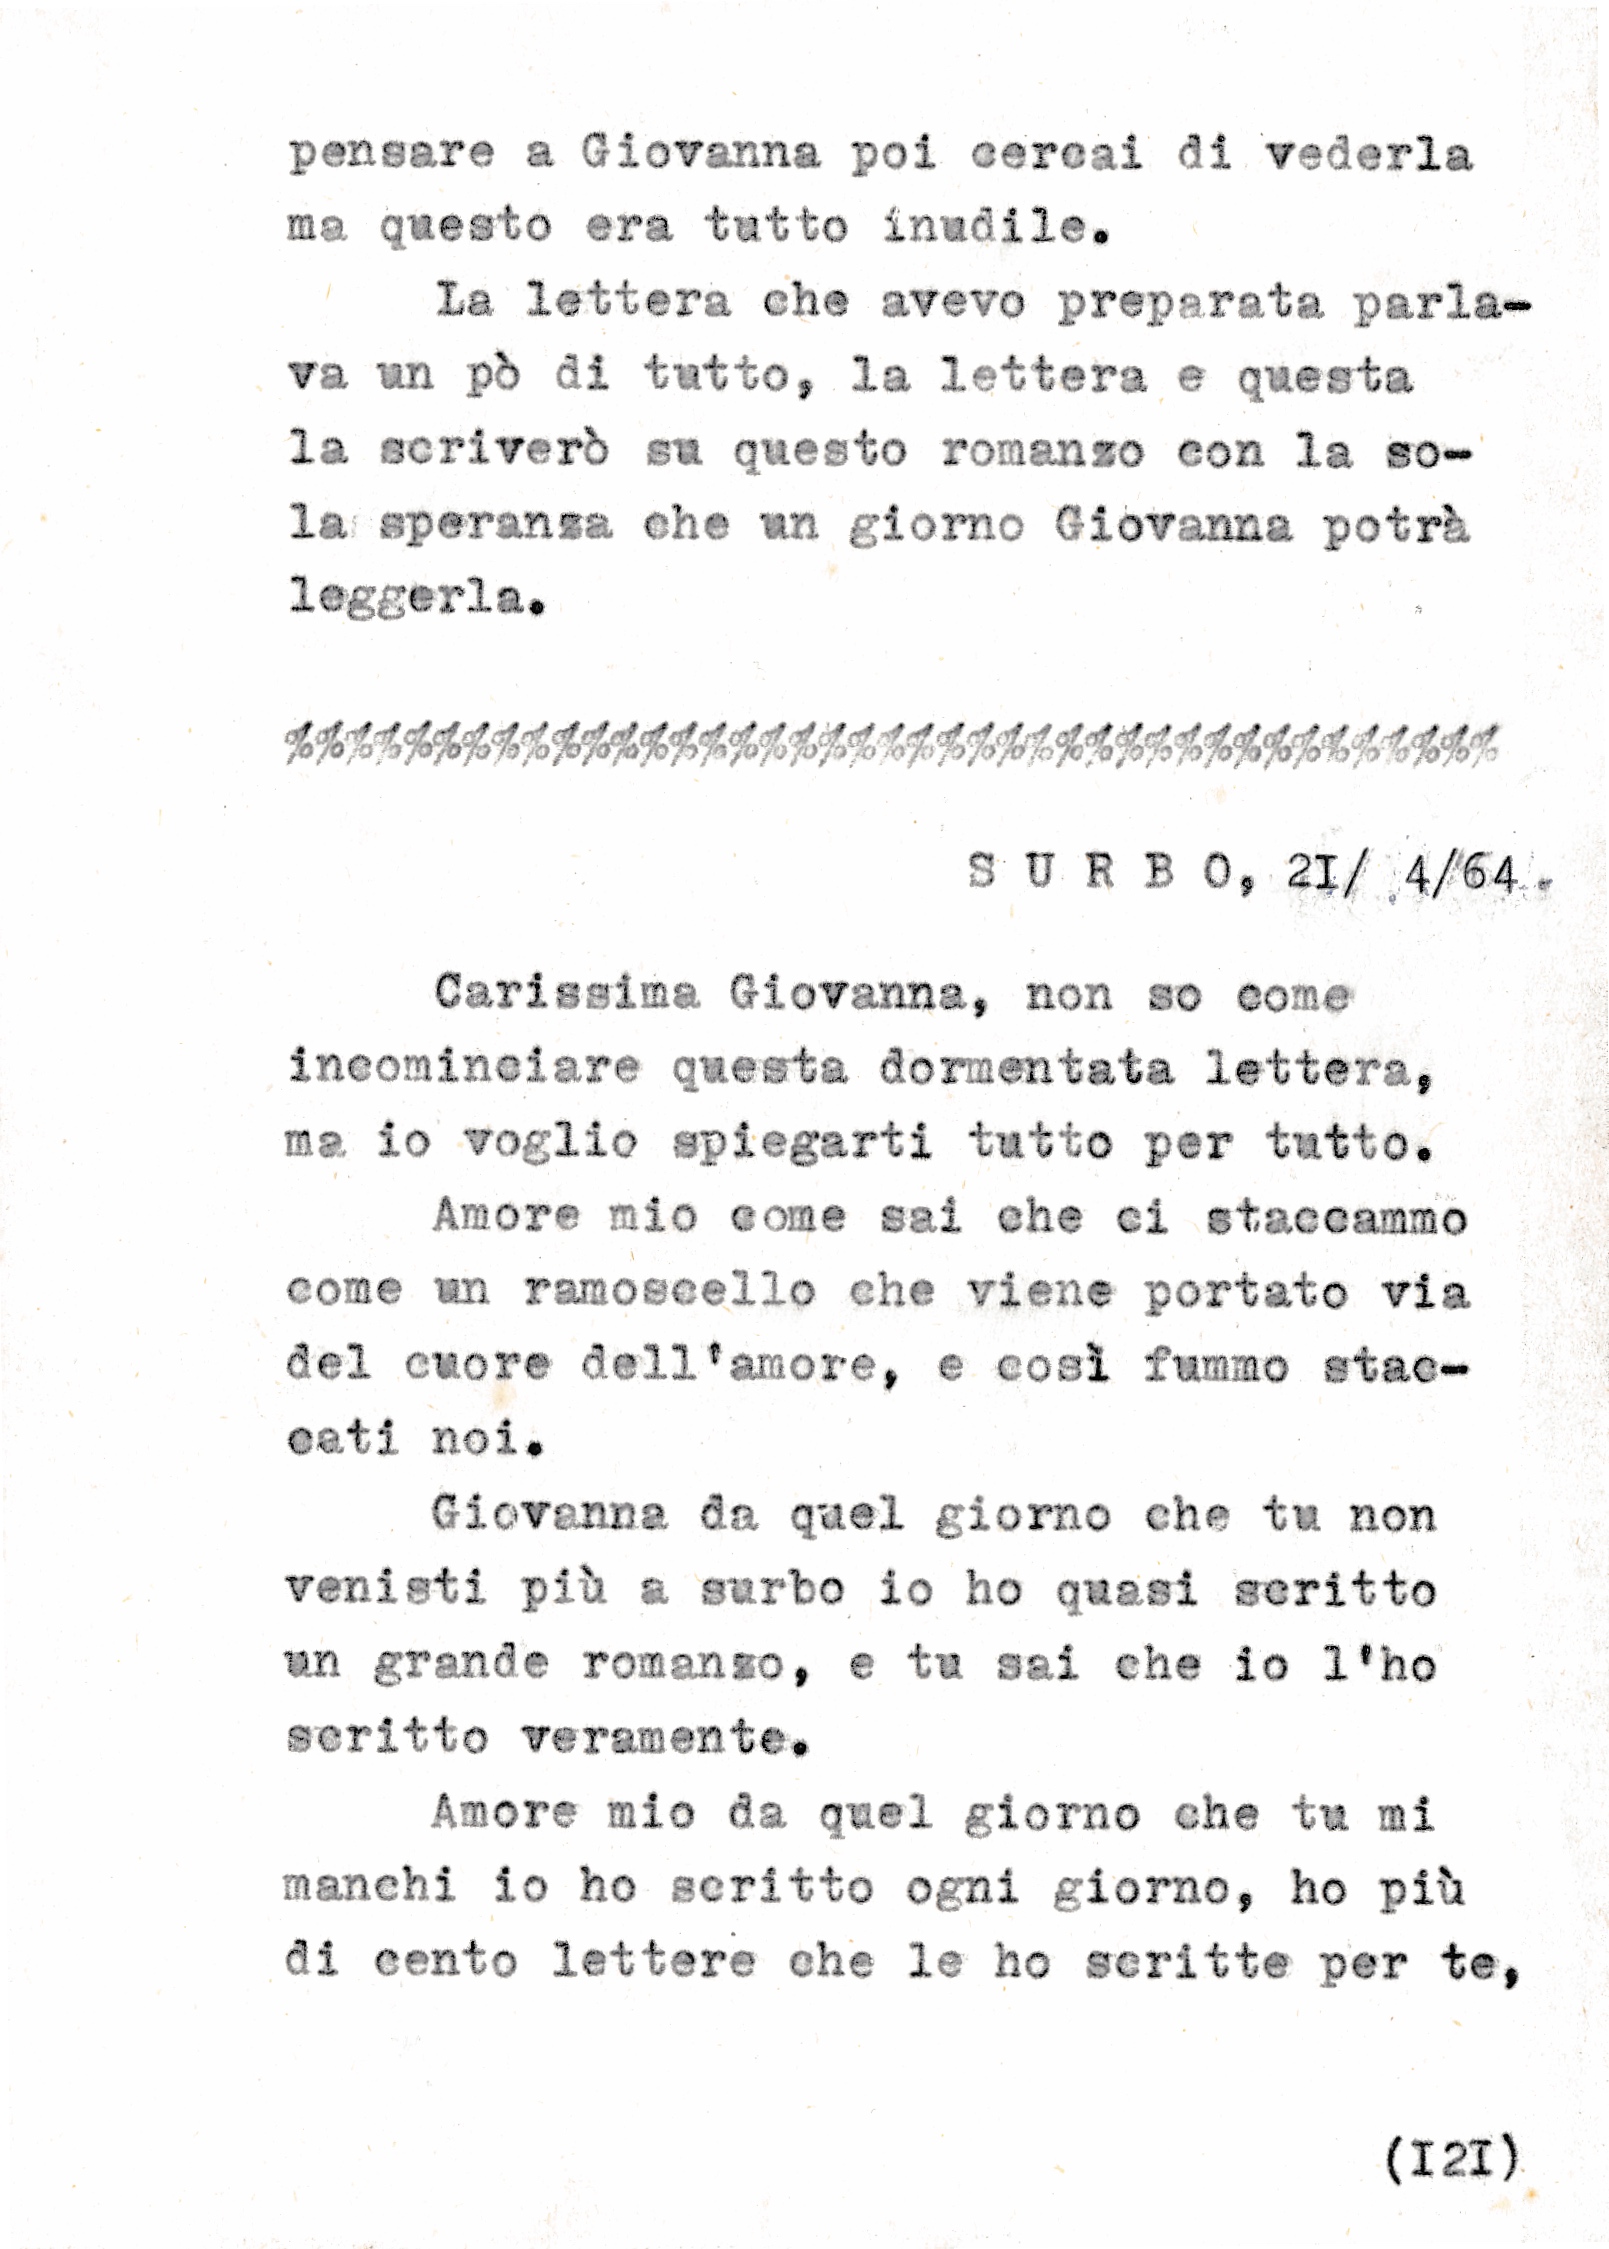 pensare a Giovanna poi cercai di vederla
ma questo era tutto inudile.
La lettera che avevo preparata parla-
va un pò di tutto, la lettera e questa
la scriverò su questo romanzo con la so-
la speranza che un giorno Giovanna potrà
leggerla.
%%%%%%%%%%%%%%%%%%%%%%%%%%%%%%%%%%%%%%%%%
S U R B O, 2I/ 4/64.
Carissima Giovanna, non so come
incominciare questa dormentata lettera,
ma io voglio spiegarti tutto per tutto.
Amore mio come sai che ci staccammo
come un ramoscello che viene portato via
del cuore dell'amore, e così fummo stac-
cati noi.
Giovanna da quel giorno che tu non
venisti più a surbo io ho quasi scritto
un grande romanzo, e tu sai che io l'ho
scritto veramente.
Amore mio da quel giorno che tu mi
manchi io ho scritto ogni giorno, ho più
di cento lettere che le ho scritte per te,
(I2I)